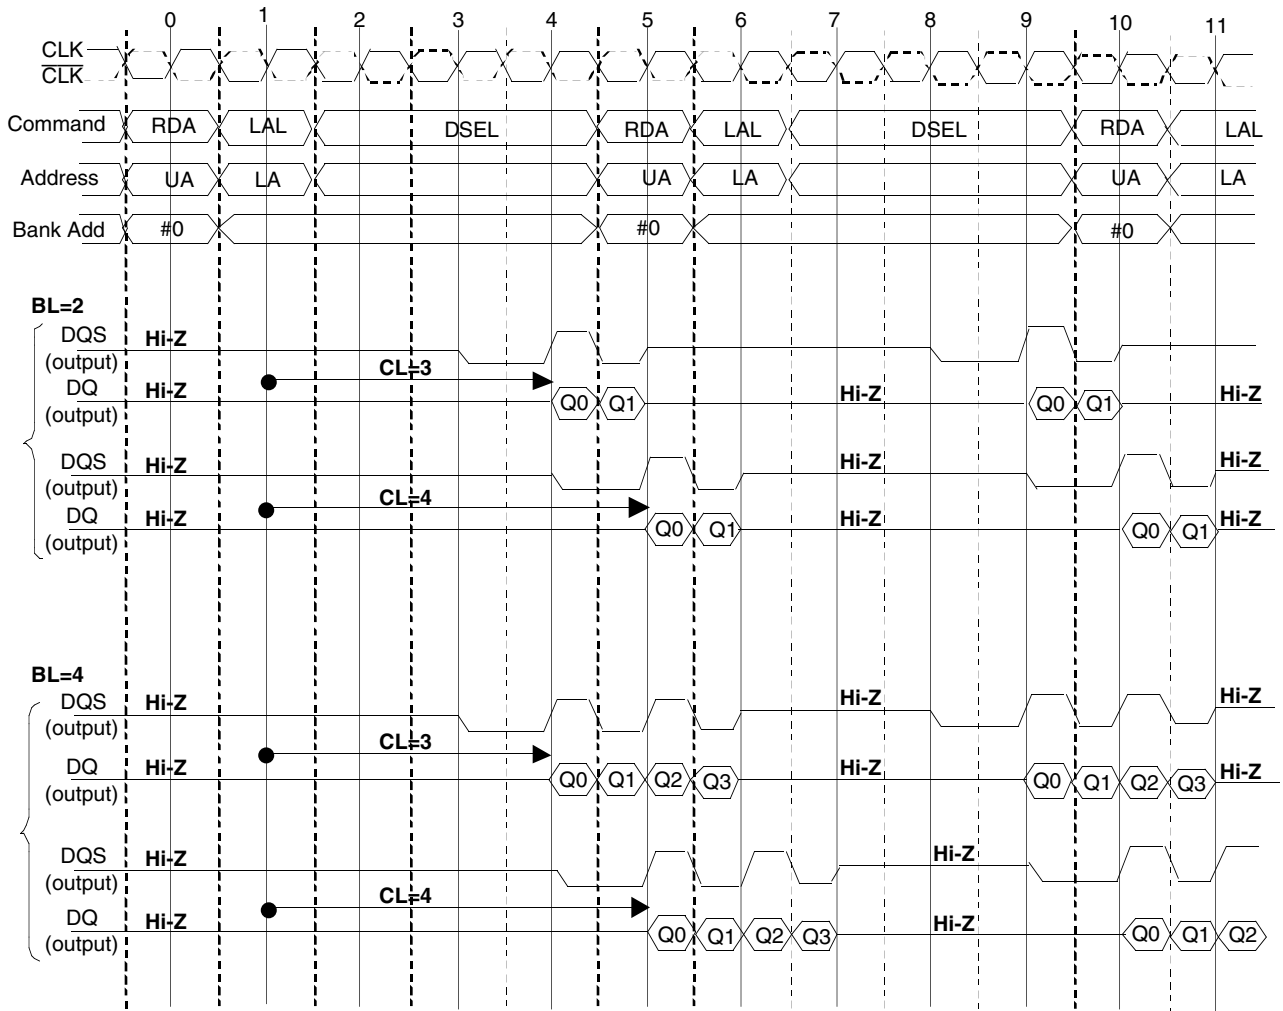 0 1 2 3 4 5 6 7 8 9 10 11
CLK
CLK
Command RDA LAL DSEL RDA LAL DSEL RDA LAL
Address UA LA UA LA UA LA
Bank Add #0 #0 #0
BL=2
DQS Hi-Z
(output) CL=3
DQ Hi-Z Hi-Z Hi-Z
(output) Q0 Q1 Q0 Q1
DQS Hi-Z Hi-Z Hi-Z
(output) CL=4
DQ Hi-Z Hi-Z Hi-Z
(output) Q0 Q1 Q0 Q1
BL=4
DQS Hi-Z Hi-Z Hi-Z
(output) CL=3
DQ Hi-Z Hi-Z Hi-Z
(output) Q0 Q1 Q2 Q3 Q0 Q1 Q2 Q3
DQS Hi-Z Hi-Z
(output) CL=4
DQ Hi-Z Hi-Z
(output) Q0 Q1 Q2 Q3 Q0 Q1 Q2